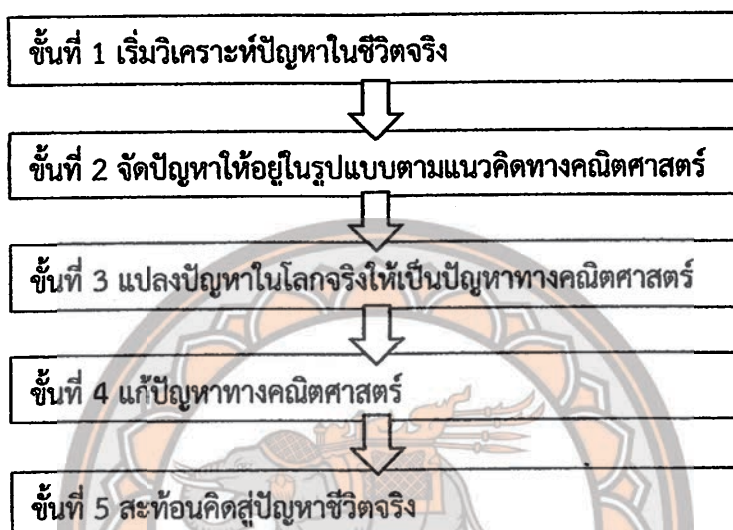 ขั้นที่ 1 เริ่มวิเคราะห์ปัญหาในชีวิตจริง
ขั้นที่ 2 จัดปัญหาให้อยู่ในรูปแบบตามแนวคิดทางคณิตศาสตร์
ขั้นที่ 3 แปลงปัญหาในโลกจริงให้เป็นปัญหาทางคณิตศาสตร์
ขั้นที่ 4 แก้ปัญหาทางคณิตศาสตร์
ขั้นที่ 5 สะท้อนคิดสู่ปัญหาชีวิตจริง